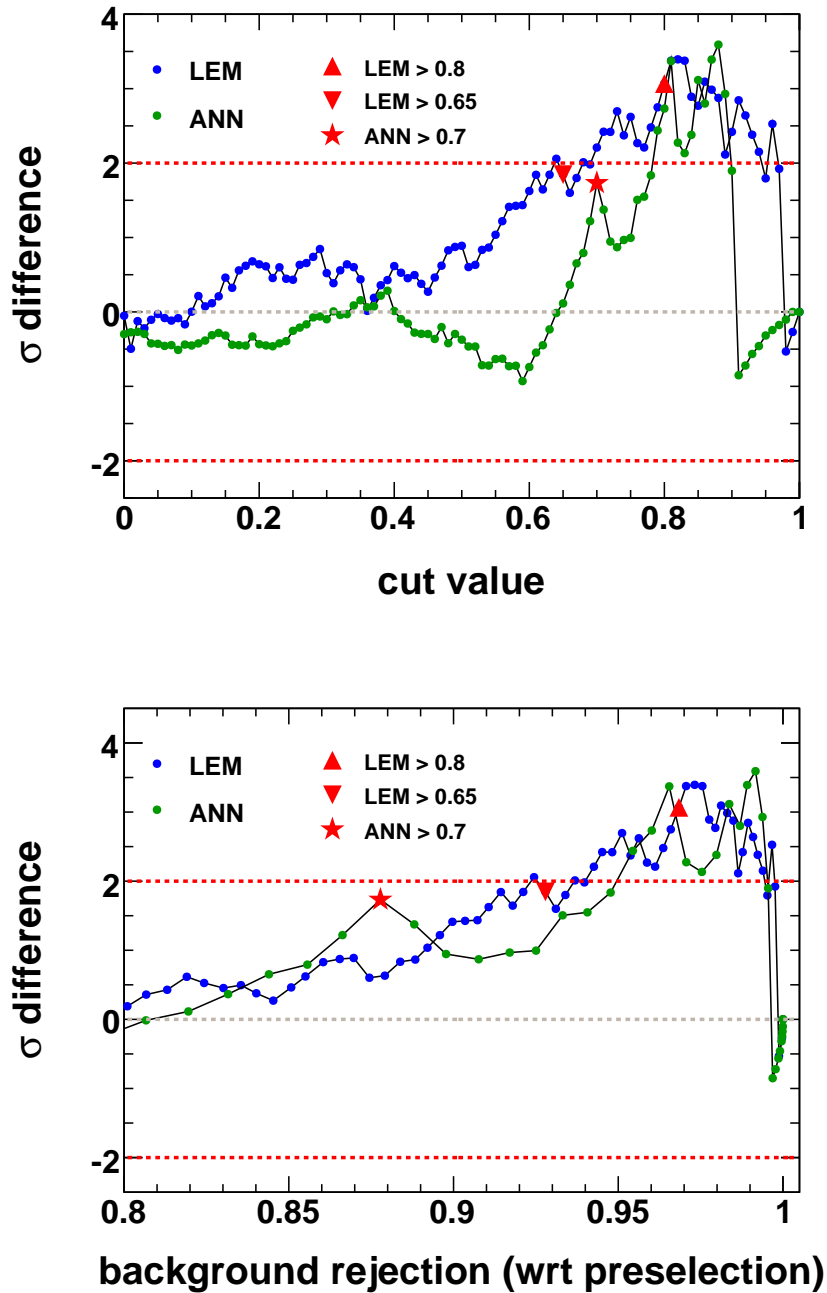 4
LEM
ANN
LEM > 0.8
LEM > 0.65
ANN > 0.7
2
0
-2
σ difference
0 0.2 0.4 0.6 0.8 1
cut value
4
LEM
ANN
LEM > 0.8
LEM > 0.65
ANN > 0.7
2
0
-2
σ difference
0.8 0.85 0.9 0.95 1
background rejection (wrt preselection)